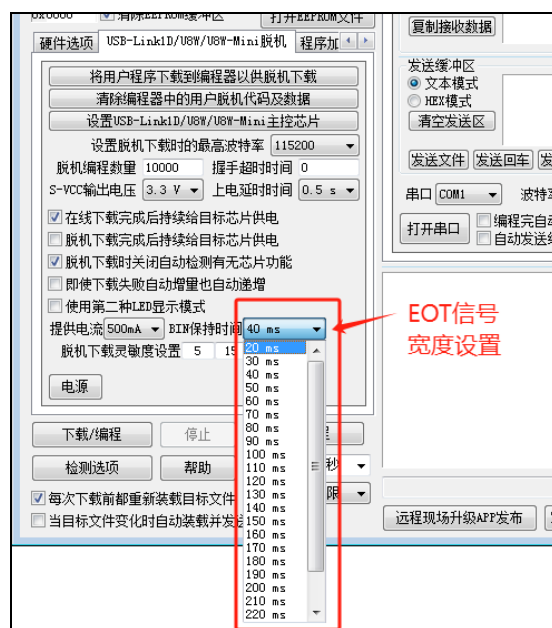 0x0000 清除EEPROM缓冲区 打开EEPROM文件
硬件选项 USB-Link1D/U8W/U8W-Mini脱机 程序加
将用户程序下载到编程器以供脱机下载
清除编程器中的用户脱机代码及数据
设置USB-Link1D/U8W/U8W-Mini主控芯片
设置脱机下载时的最高波特率 115200
脱机编程数量 10000 握手超时时间 0
S-VCC输出电压 3.3 V 上电延时时间 0.5 s
在线下载完成后持续给目标芯片供电
脱机下载完成后持续给目标芯片供电
脱机下载时关闭自动检测有无芯片功能
即使下载失败自动增量也自动递增
使用第二种LED显示模式
提供电流 500mA BIN保持时间 40 ms
脱机下载灵敏度设置 5 15
电源
20 ms
30 ms
40 ms
50 ms
60 ms
70 ms
80 ms
90 ms
100 ms
110 ms
120 ms
130 ms
140 ms
150 ms
160 ms
170 ms
180 ms
190 ms
200 ms
210 ms
220 ms
下载/编程 停止 程
检测选项 帮助 秒
每次下载前都重新装载目标文件 限
当目标文件变化时自动装载并发
复制接收数据
发送缓冲区
文本模式
HEX模式
清空发送区
发送文件 发送回车 发
串口 COM1 波特率
打开串口 编程完自动
自动发送
EOT信号
宽度设置
远程现场升级APP发布